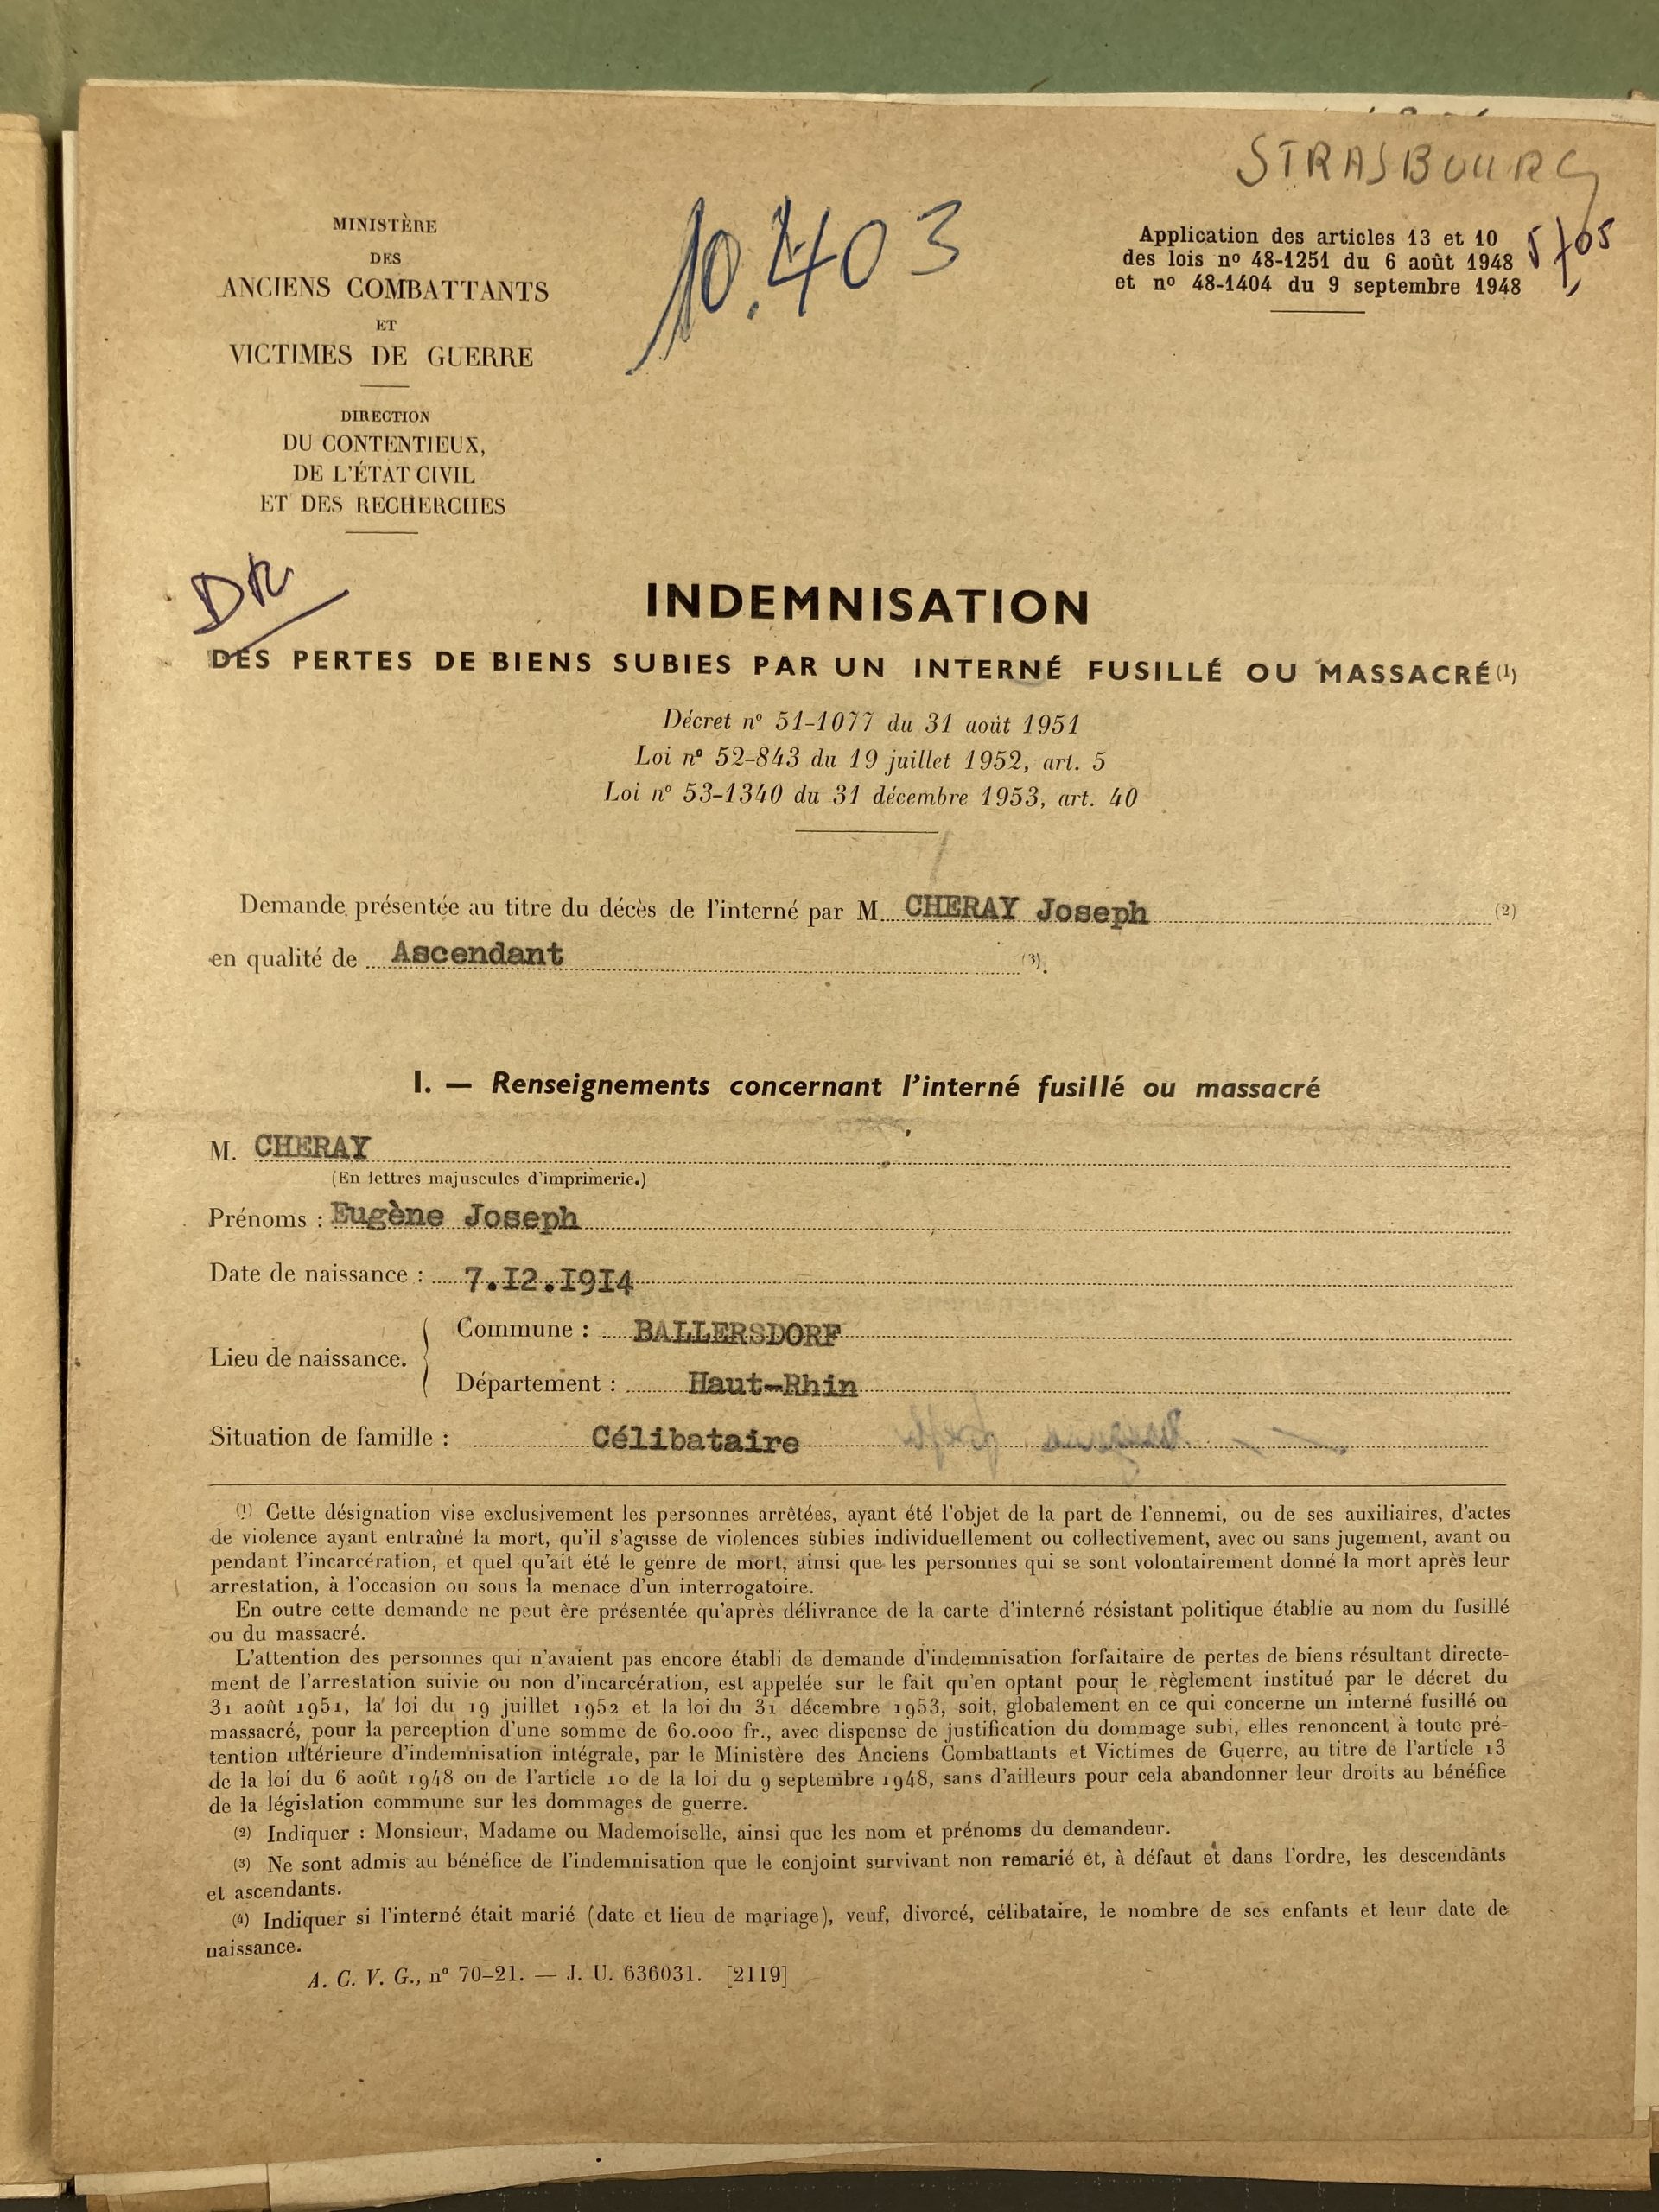 STRASBOURG
MINISTÈRE
DES
ANCIENS COMBATTANTS
ET
VICTIMES DE GUERRE
DIRECTION
DU CONTENTIEUX,
DE L'ÉTAT CIVIL
ET DES RECHERCHES
10.403
Application des articles 13 et 10
des lois nº 48-1251 du 6 août 1948
et nº 48-1404 du 9 septembre 1948
DR
INDEMNISATION
DES PERTES DE BIENS SUBIES PAR UN INTERNÉ FUSILLÉ OU MASSACRÉ (1)
Décret nº 51-1077 du 31 août 1951
Loi nº 52-843 du 19 juillet 1952, art. 5
Loi nº 53-1340 du 31 décembre 1953, art. 40
Demande présentée au titre du décès de l'interné par M CHERAY Joseph (2)
en qualité de Ascendant (3).
I. — Renseignements concernant l'interné fusillé ou massacré
M. CHERAY
(En lettres majuscules d'imprimerie.)
Prénoms : Eugène Joseph
Date de naissance : 7.I2.I9I4
Lieu de naissance. Commune : BALLERSDORF
Département : Haut-Rhin
Situation de famille : Célibataire
(1) Cette désignation vise exclusivement les personnes arrêtées, ayant été l'objet de la part de l'ennemi, ou de ses auxiliaires, d'actes
de violence ayant entraîné la mort, qu'il s'agisse de violences subies individuellement ou collectivement, avec ou sans jugement, avant ou
pendant l'incarcération, et quel qu'ait été le genre de mort, ainsi que les personnes qui se sont volontairement donné la mort après leur
arrestation, à l'occasion ou sous la menace d'un interrogatoire.
En outre cette demande ne peut êre présentée qu'après délivrance de la carte d'interné résistant politique établie au nom du fusillé
ou du massacré.
L'attention des personnes qui n'avaient pas encore établi de demande d'indemnisation forfaitaire de pertes de biens résultant directe-
ment de l'arrestation suivie ou non d'incarcération, est appelée sur le fait qu'en optant pour le règlement institué par le décret du
31 août 1951, la loi du 19 juillet 1952 et la loi du 31 décembre 1953, soit, globalement en ce qui concerne un interné fusillé ou
massacré, pour la perception d'une somme de 60.000 fr., avec dispense de justification du dommage subi, elles renoncent à toute pré-
tention ultérieure d'indemnisation intégrale, par le Ministère des Anciens Combattants et Victimes de Guerre, au titre de l'article 13
de la loi du 6 août 1948 ou de l'article 10 de la loi du 9 septembre 1948, sans d'ailleurs pour cela abandonner leur droits au bénéfice
de la législation commune sur les dommages de guerre.
(2) Indiquer : Monsieur, Madame ou Mademoiselle, ainsi que les nom et prénoms du demandeur.
(3) Ne sont admis au bénéfice de l'indemnisation que le conjoint survivant non remarié et, à défaut et dans l'ordre, les descendants
et ascendants.
(4) Indiquer si l'interné était marié (date et lieu de mariage), veuf, divorcé, célibataire, le nombre de ses enfants et leur date de
naissance.
A. C. V. G., nº 70-21. — J. U. 636031. [2119]